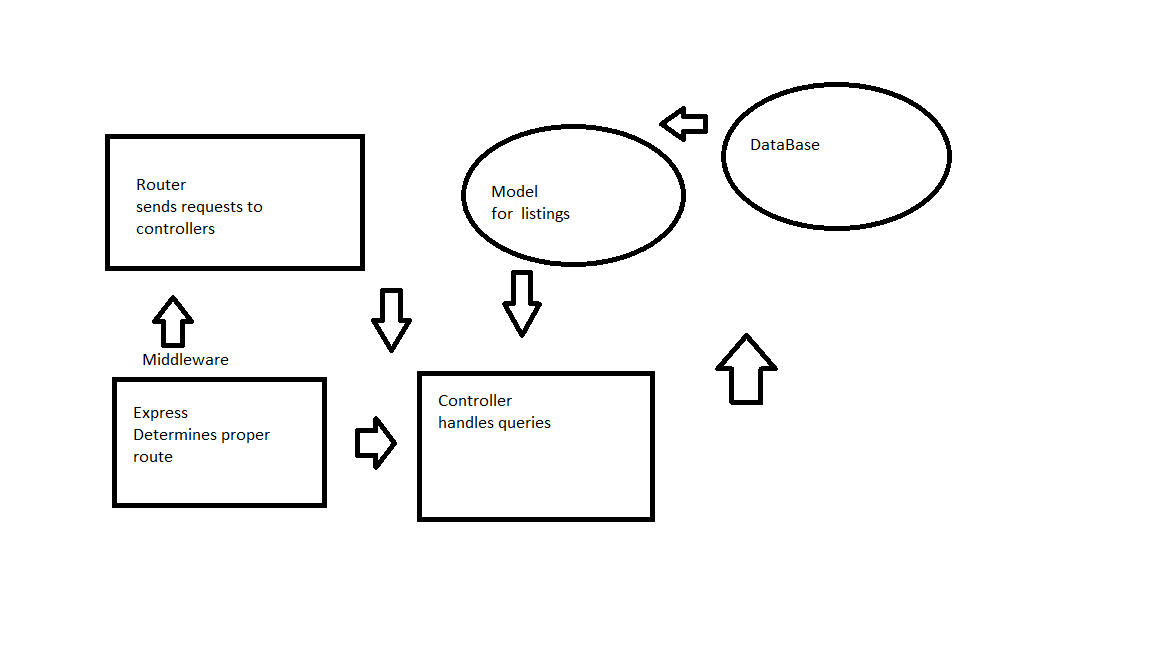 Router
sends requests to
controllers
Model
for  listings
DataBase
Middleware
Express
Determines proper
route
Controller
handles queries